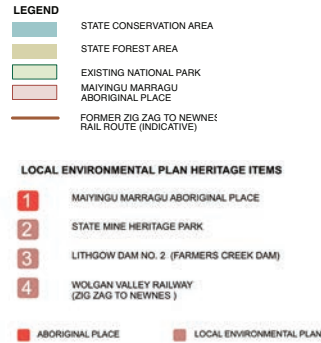 LEGEND
STATE CONSERVATION AREA
STATE FOREST AREA
EXISTING NATIONAL PARK
MAIYINGU MARRAGU
ABORIGINAL PLACE
FORMER ZIG ZAG TO NEWNES
RAIL ROUTE (INDICATIVE)
LOCAL ENVIRONMENTAL PLAN HERITAGE ITEMS
1 MAIYINGU MARRAGU ABORIGINAL PLACE
2 STATE MINE HERITAGE PARK
3 LITHGOW DAM NO. 2 (FARMERS CREEK DAM)
4 WOLGAN VALLEY RAILWAY
(ZIG ZAG TO NEWNES )
ABORIGINAL PLACE LOCAL ENVIRONMENTAL PLAN